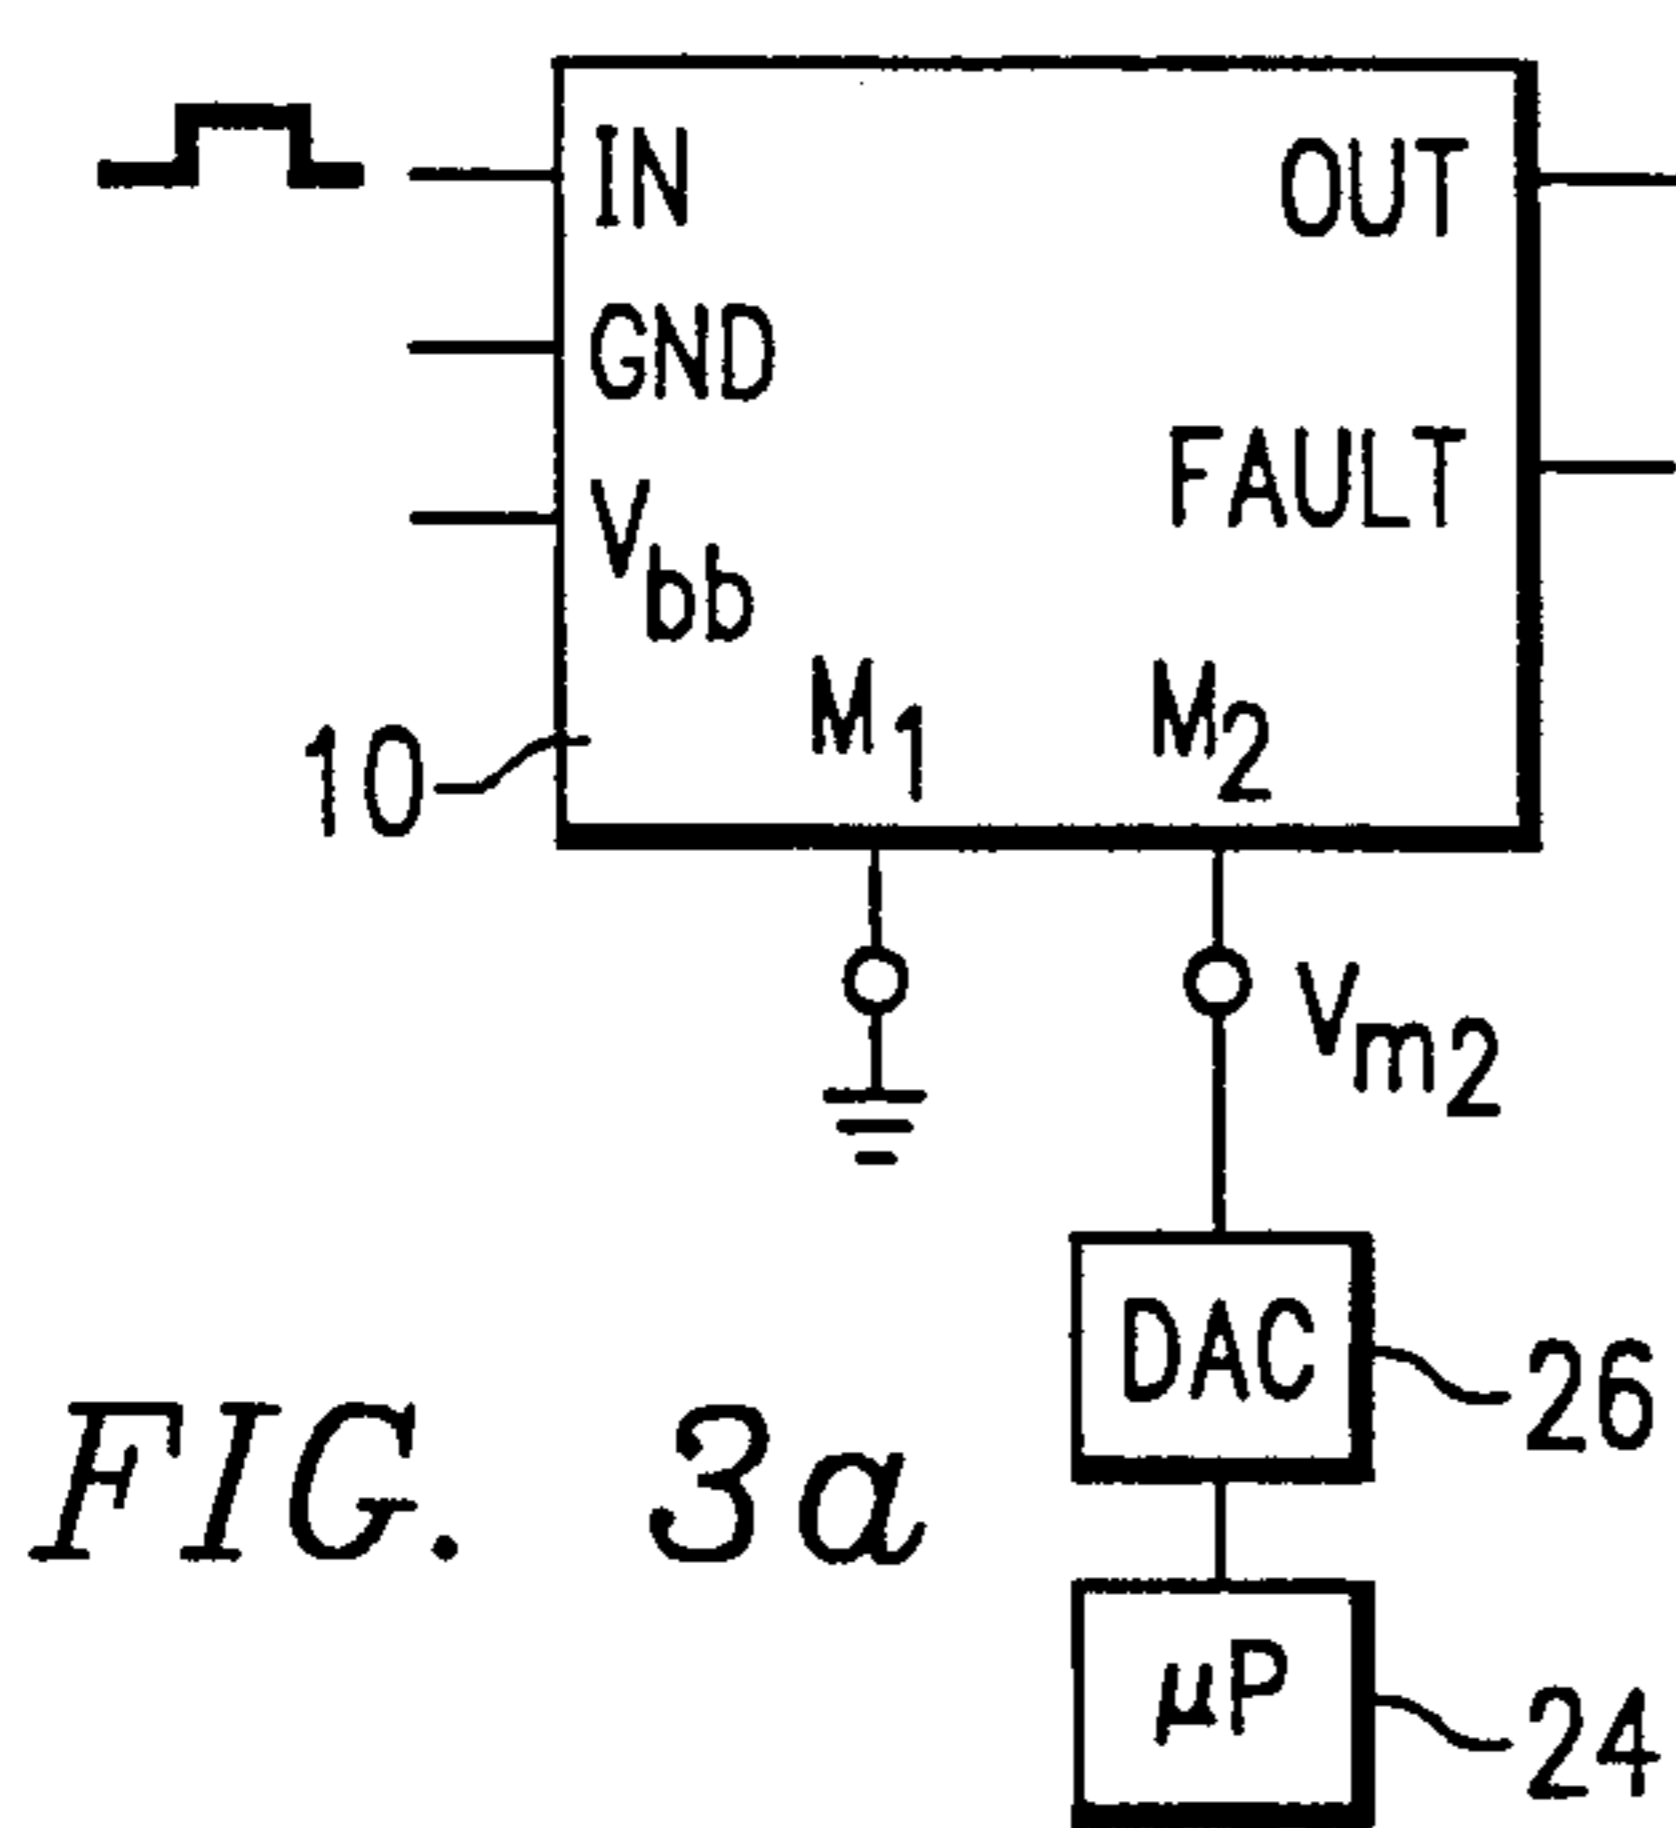 IN
OUT
GND
FAULT
Vbb
M1
M2
10
Vm2
DAC
26
FIG. 3a
µP
24